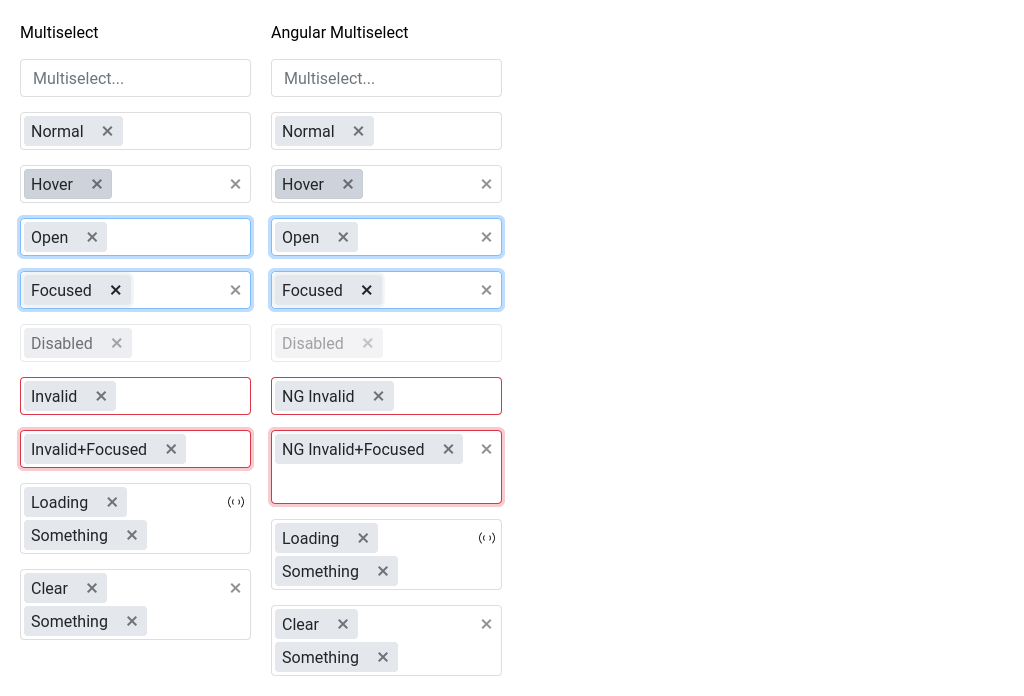 Multiselect
Multiselect...
Normal
Hover
Open
Focused
Disabled
Invalid
Invalid+Focused
Loading
Something
Clear
Something
Angular Multiselect
Multiselect...
Normal
Hover
Open
Focused
Disabled
NG Invalid
NG Invalid+Focused
Loading
Something
Clear
Something